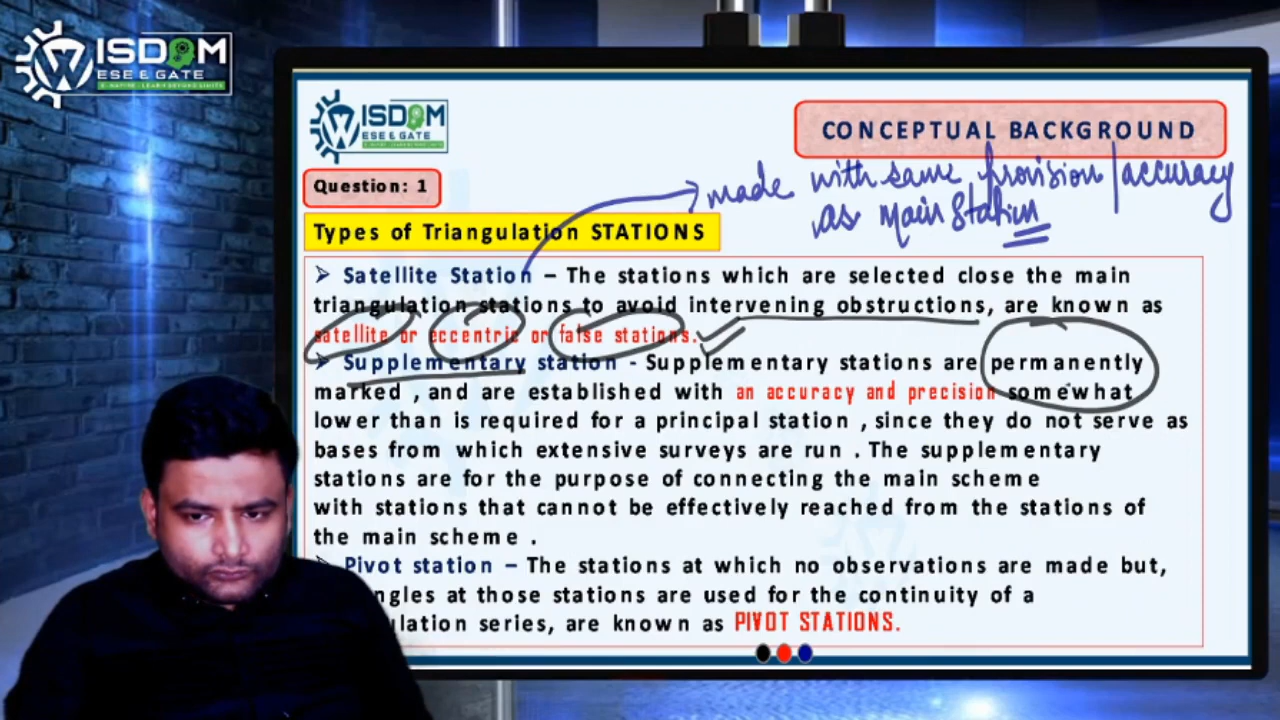 WISDOM
ESE & GATE
WISDOM
ESE & GATE
CONCEPTUAL BACKGROUND
Question: 1
made with same provision | accuracy
as main station
Types of Triangulation STATIONS
➢ Satellite Station – The stations which are selected close the main
triangulation stations to avoid intervening obstructions, are known as
satellite or eccentric or false stations.
Supplementary station - Supplementary stations are permanently
marked , and are established with an accuracy and precision somewhat
lower than is required for a principal station , since they do not serve as
bases from which extensive surveys are run . The supplementary
stations are for the purpose of connecting the main scheme
with stations that cannot be effectively reached from the stations of
the main scheme .
Pivot station – The stations at which no observations are made but,
ngles at those stations are used for the continuity of a
ulation series, are known as PIVOT STATIONS.